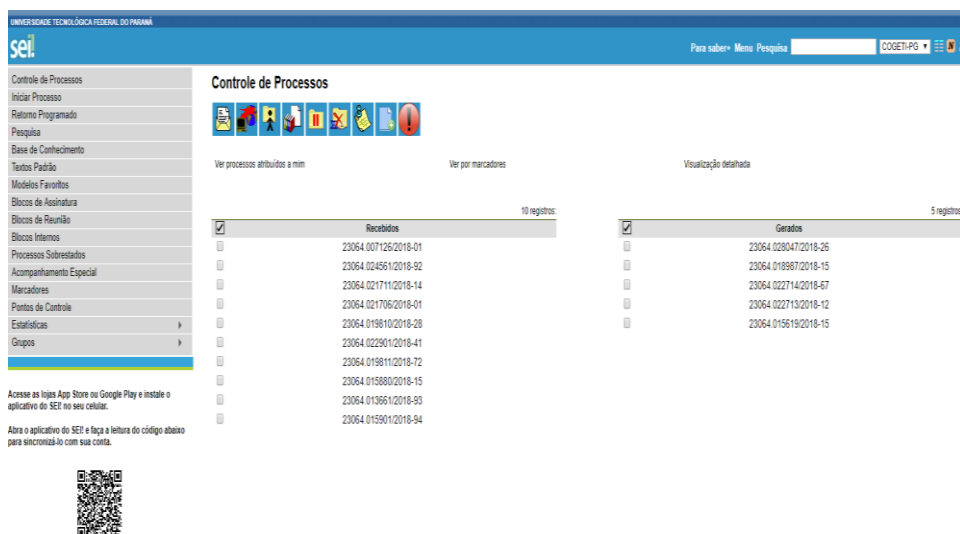 UNIVERSIDADE TECNOLÓGICA FEDERAL DO PARANÁ
sei!
Para saber+ Menu Pesquisa
COGETI-PG
Controle de Processos
Iniciar Processo
Retorno Programado
Pesquisa
Base de Conhecimento
Textos Padrão
Modelos Favoritos
Blocos de Assinatura
Blocos de Reunião
Blocos Internos
Processos Sobrestados
Acompanhamento Especial
Marcadores
Pontos de Controle
Estatísticas
Grupos
Acesse as lojas App Store ou Google Play e instale o
aplicativo do SEI! no seu celular.
Abra o aplicativo do SEI! e faça a leitura do código abaixo
para sincronizá-lo com sua conta.
Controle de Processos
Ver processos atribuídos a mim
Ver por marcadores
Visualização detalhada
10 registros:
Recebidos
23064.007126/2018-01
23064.024561/2018-92
23064.021711/2018-14
23064.021706/2018-01
23064.019810/2018-28
23064.022901/2018-41
23064.019811/2018-72
23064.015880/2018-15
23064.013661/2018-93
23064.015901/2018-94
5 registros
Gerados
23064.028047/2018-26
23064.018987/2018-15
23064.022714/2018-67
23064.022713/2018-12
23064.015619/2018-15